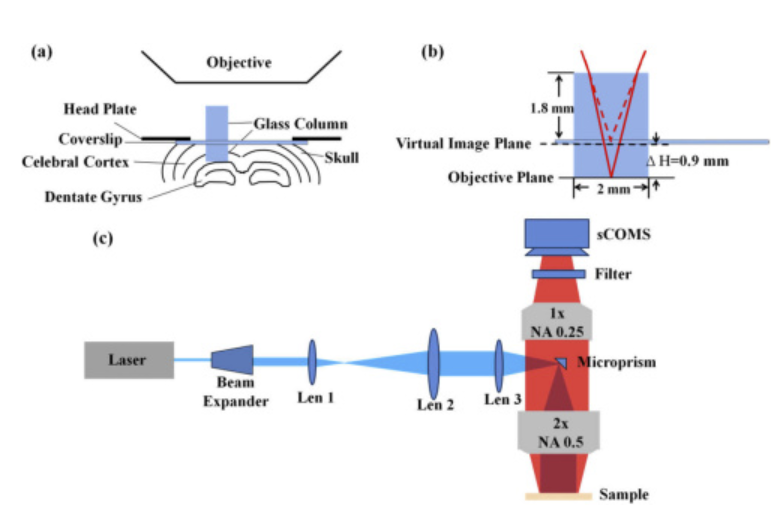 (a)
Objective
Head Plate
Glass Column
Coverslip
Skull
Celebral Cortex
Dentate Gyrus
(b)
1.8 mm
Virtual Image Plane
Δ H=0.9 mm
Objective Plane
2 mm
(c)
sCOMS
Filter
1x
NA 0.25
Laser
Microprism
Beam
Expander
Len 1
Len 2
Len 3
2x
NA 0.5
Sample